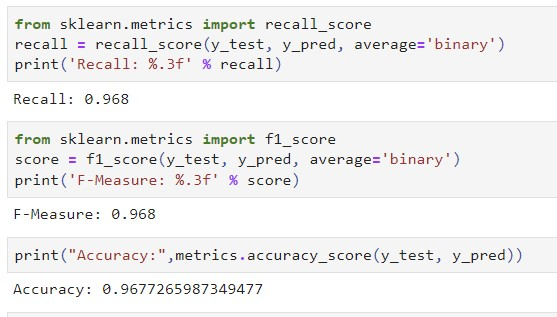 from sklearn.metrics import recall_score
recall = recall_score(y_test, y_pred, average='binary')
print('Recall: %.3f' % recall)
Recall: 0.968
from sklearn.metrics import f1_score
score = f1_score(y_test, y_pred, average='binary')
print('F-Measure: %.3f' % score)
F-Measure: 0.968
print("Accuracy:",metrics.accuracy_score(y_test, y_pred))
Accuracy: 0.9677265987349477